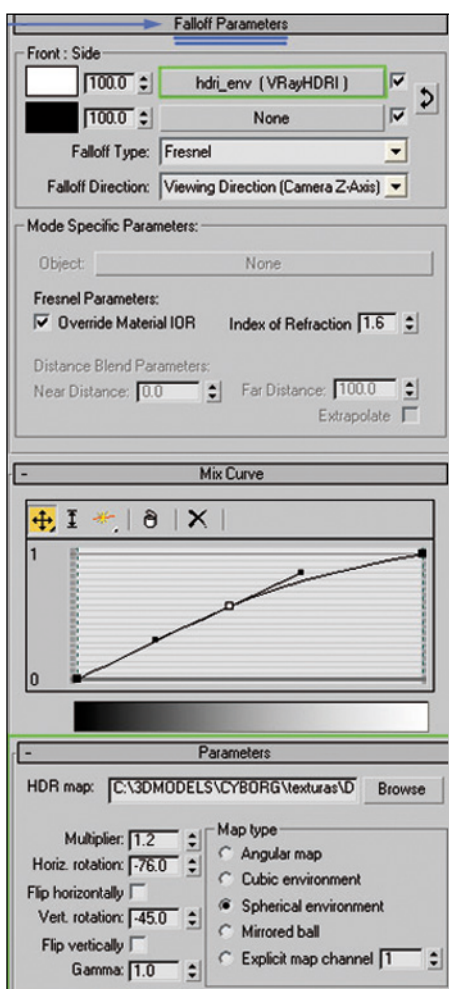 Falloff Parameters
Front : Side
100.0
hdri_env ( VRayHDRI )
100.0
None
Falloff Type: Fresnel
Falloff Direction: Viewing Direction (Camera Z-Axis)
Mode Specific Parameters:
Object: None
Fresnel Parameters:
Override Material IOR Index of Refraction 1.6
Distance Blend Parameters:
Near Distance: 0.0 Far Distance: 100.0
Extrapolate
- Mix Curve
1
0
- Parameters
HDR map: C:\3DMODELS\CYBORG\texturas\D Browse
Multiplier: 1.2
Horiz. rotation: -76.0
Flip horizontally
Vert. rotation: -45.0
Flip vertically
Gamma: 1.0
Map type
Angular map
Cubic environment
Spherical environment
Mirrored ball
Explicit map channel 1